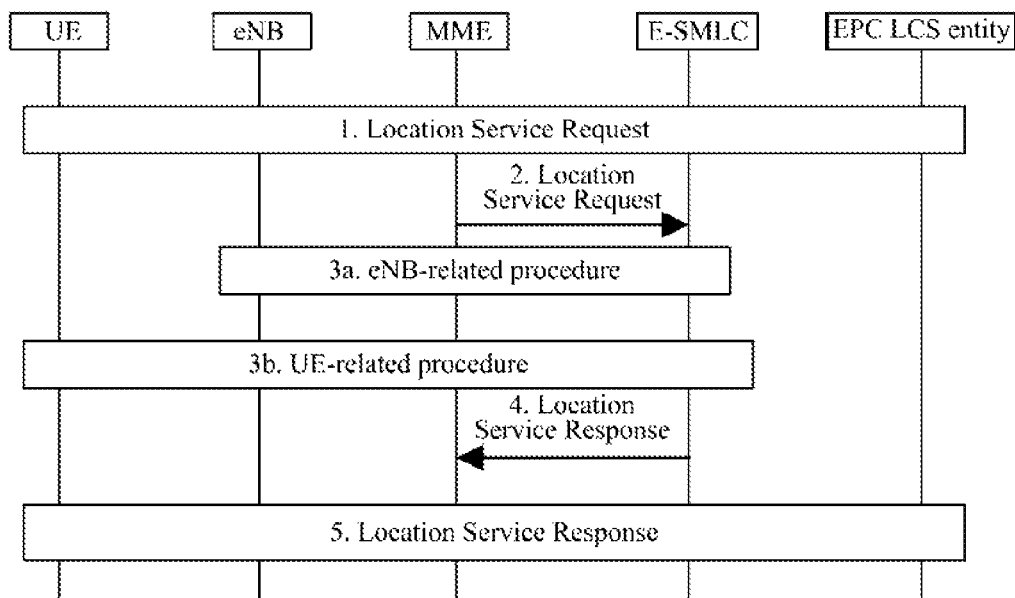 UE
eNB
MME
E-SMLC
EPC LCS entity
1. Location Service Request
2. Location
Service Request
3a. eNB-related procedure
3b. UE-related procedure
4. Location
Service Response
5. Location Service Response